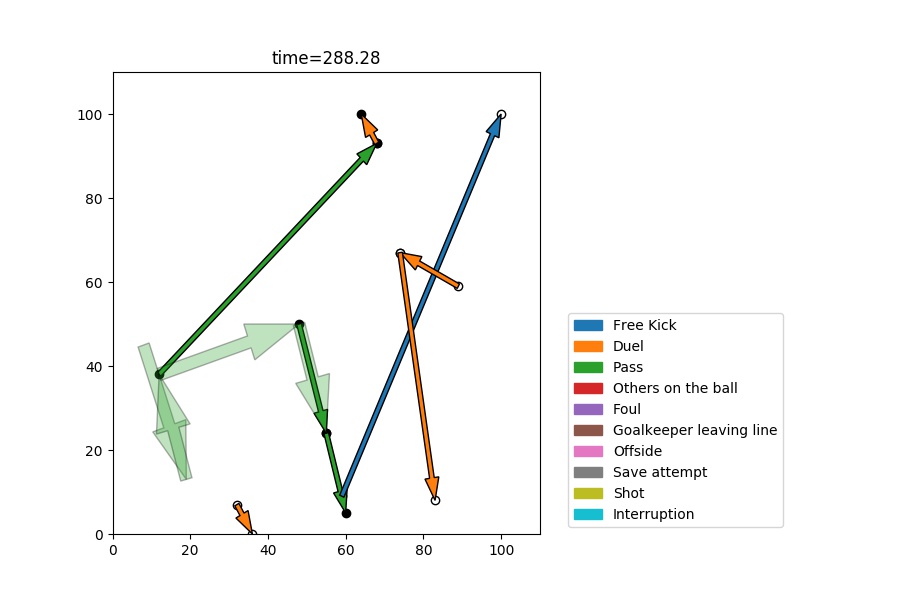 time=288.28
100
80
60
40
20
0
0 20 40 60 80 100
Free Kick
Duel
Pass
Others on the ball
Foul
Goalkeeper leaving line
Offside
Save attempt
Shot
Interruption